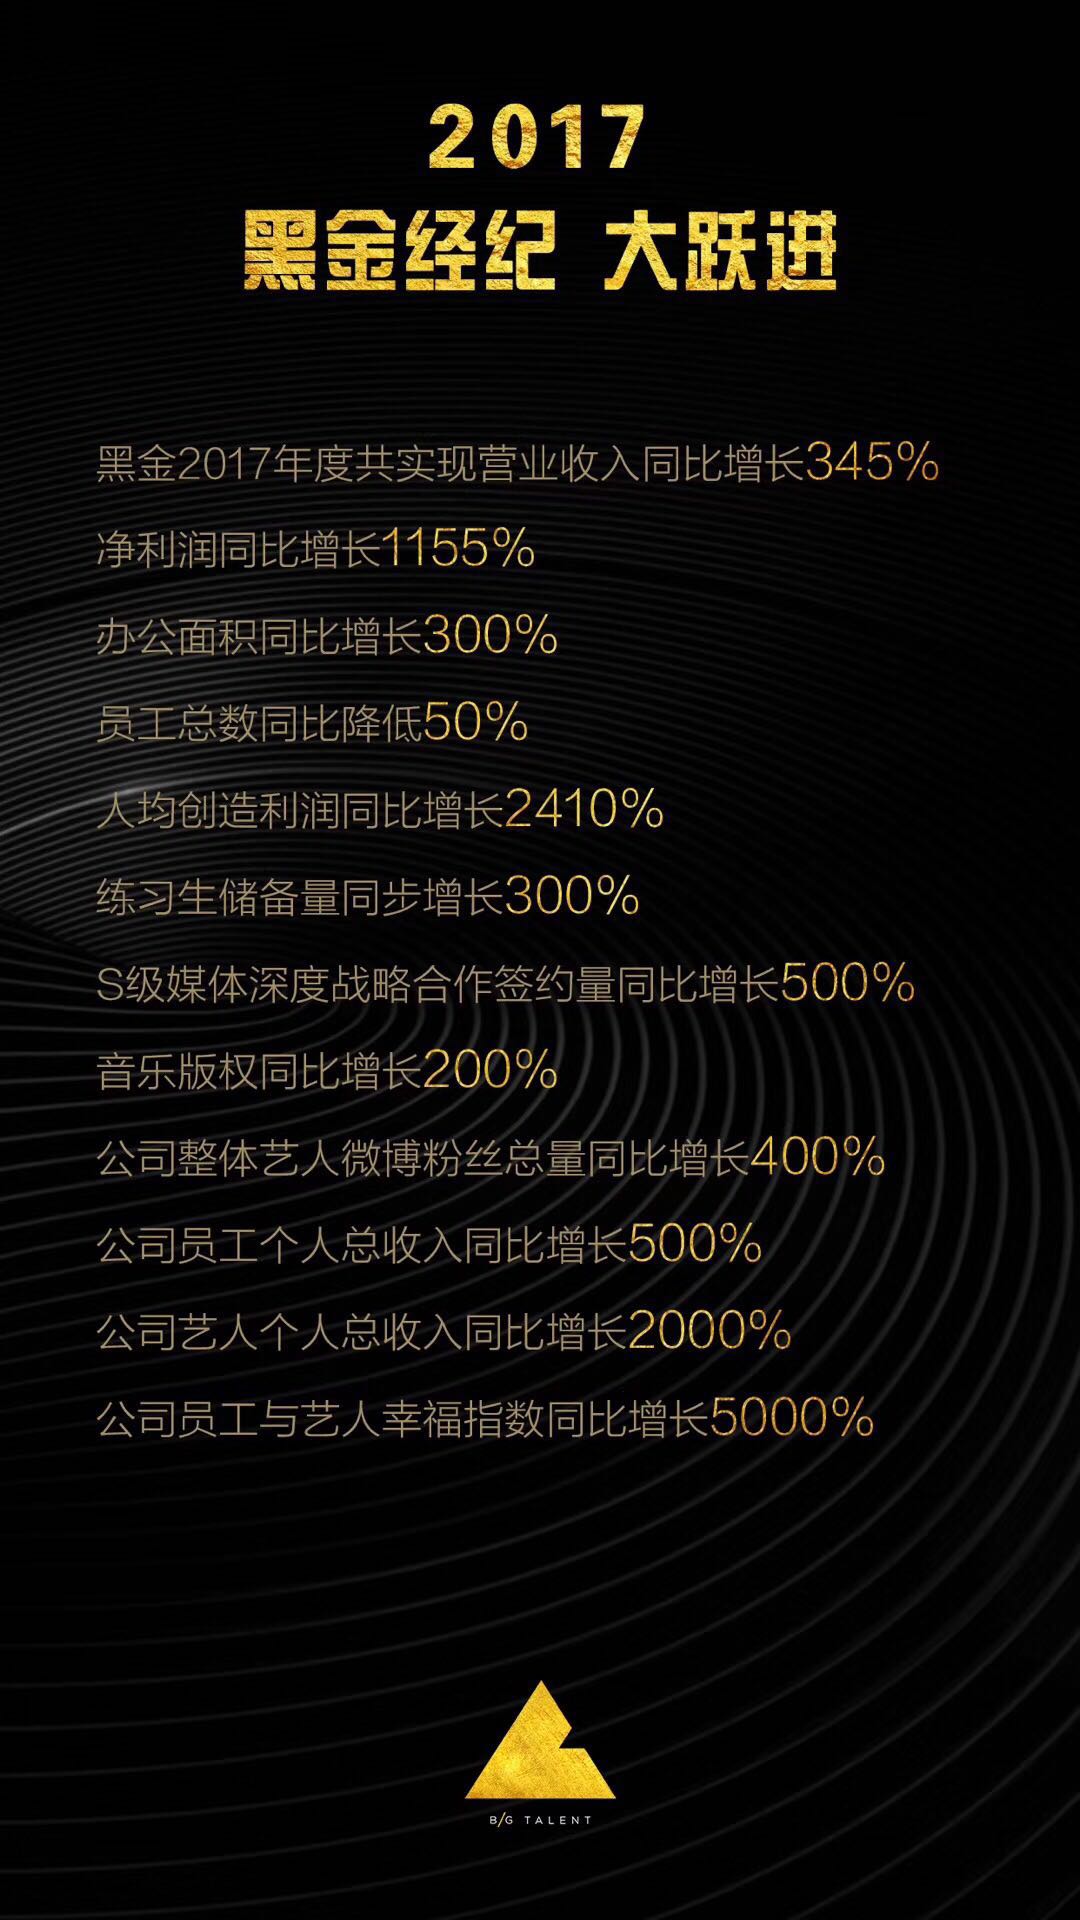 2017
黑金经纪 大跃进
黑金2017年度共实现营业收入同比增长345%
净利润同比增长1155%
办公面积同比增长300%
员工总数同比降低50%
人均创造利润同比增长2410%
练习生储备量同步增长300%
S级媒体深度战略合作签约量同比增长500%
音乐版权同比增长200%
公司整体艺人微博粉丝总量同比增长400%
公司员工个人总收入同比增长500%
公司艺人个人总收入同比增长2000%
公司员工与艺人幸福指数同比增长5000%
B/G TALENT